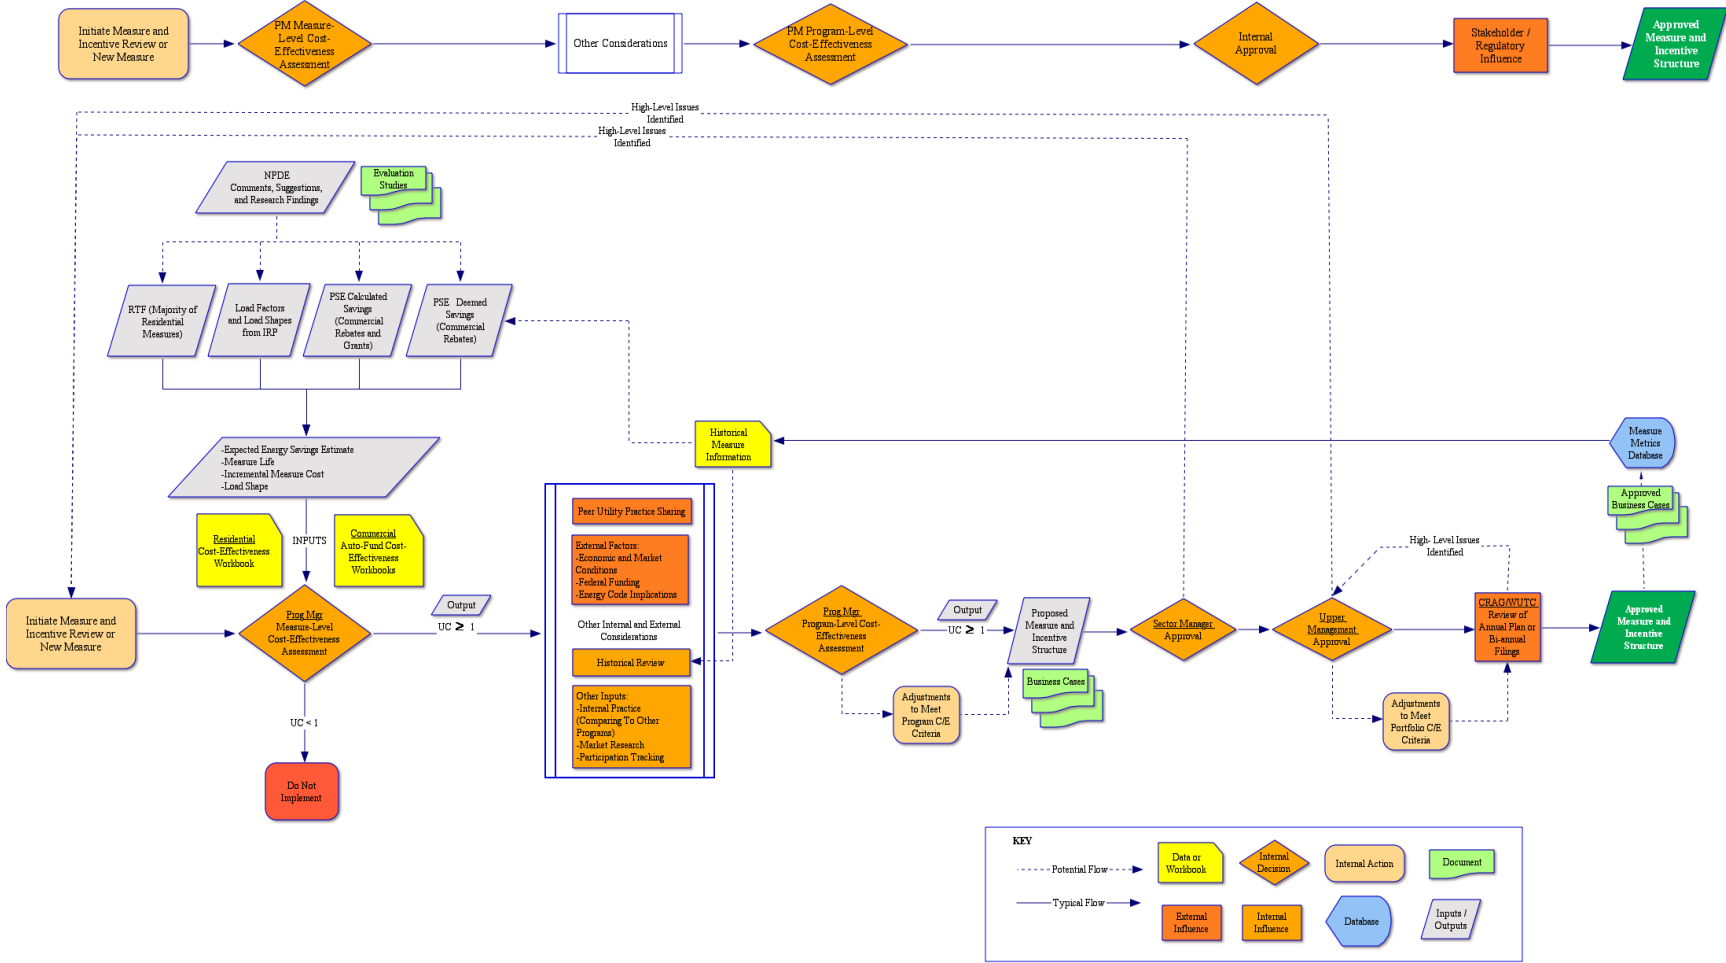 Initiate Measure and
Incentive Review or
New Measure
PM Measure-
Level Cost-
Effectiveness
Assessment
Other Considerations
PM Program-Level
Cost-Effectiveness
Assessment
Internal
Approval
Stakeholder /
Regulatory
Influence
Approved
Measure and
Incentive
Structure
High-Level Issues
Identified
High-Level Issues
Identified
NPDE
Comments, Suggestions,
and Research Findings
Evaluation
Studies
RTF (Majority of
Residential
Measures)
Load Factors
and Load Shapes
from IRP
PSE Calculated
Savings
(Commercial
Rebates and
Grants)
PSE Deemed
Savings
(Commercial
Rebates)
Historical
Measure
Information
Measure
Metrics
Database
-Expected Energy Savings Estimate
-Measure Life
-Incremental Measure Cost
-Load Shape
Approved
Business Cases
Residential
Cost-Effectiveness
Workbook
INPUTS
Commercial
Auto-Fund Cost-
Effectiveness
Workbooks
Peer Utility Practice Sharing
External Factors:
-Economic and Market
Conditions
-Federal Funding
-Energy Code Implications
High- Level Issues
Identified
Initiate Measure and
Incentive Review or
New Measure
Prog Mgr
Measure-Level
Cost-Effectiveness
Assessment
Output
UC ≥ 1
Other Internal and External
Considerations
Historical Review
Other Inputs:
-Internal Practice
(Comparing To Other
Programs)
-Market Research
-Participation Tracking
Prog Mgr
Program-Level Cost-
Effectiveness
Assessment
Output
UC ≥ 1
Proposed
Measure and
Incentive
Structure
Sector Manager
Approval
Upper
Management
Approval
CRAG/WUTC
Review of
Annual Plan or
Bi-annual
Filings
Approved
Measure and
Incentive
Structure
Business Cases
Adjustments
to Meet
Program C/E
Criteria
Adjustments
to Meet
Portfolio C/E
Criteria
UC < 1
Do Not
Implement
KEY
Potential Flow
Typical Flow
Data or
Workbook
Internal
Decision
Internal Action
Document
External
Influence
Internal
Influence
Database
Inputs /
Outputs